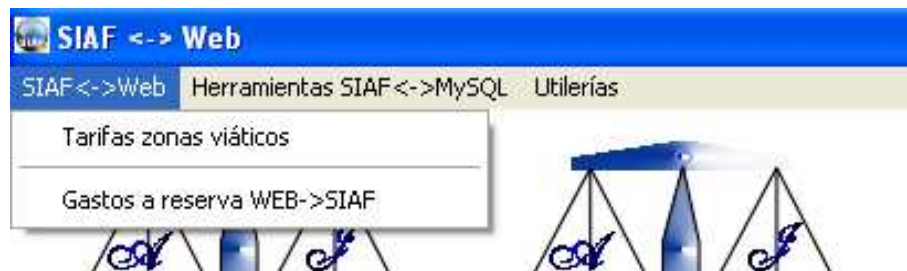 SIAF <-> Web
SIAF<->Web Herramientas SIAF<->MySQL Utilerías
Tarifas zonas viáticos
Gastos a reserva WEB->SIAF
A J A J